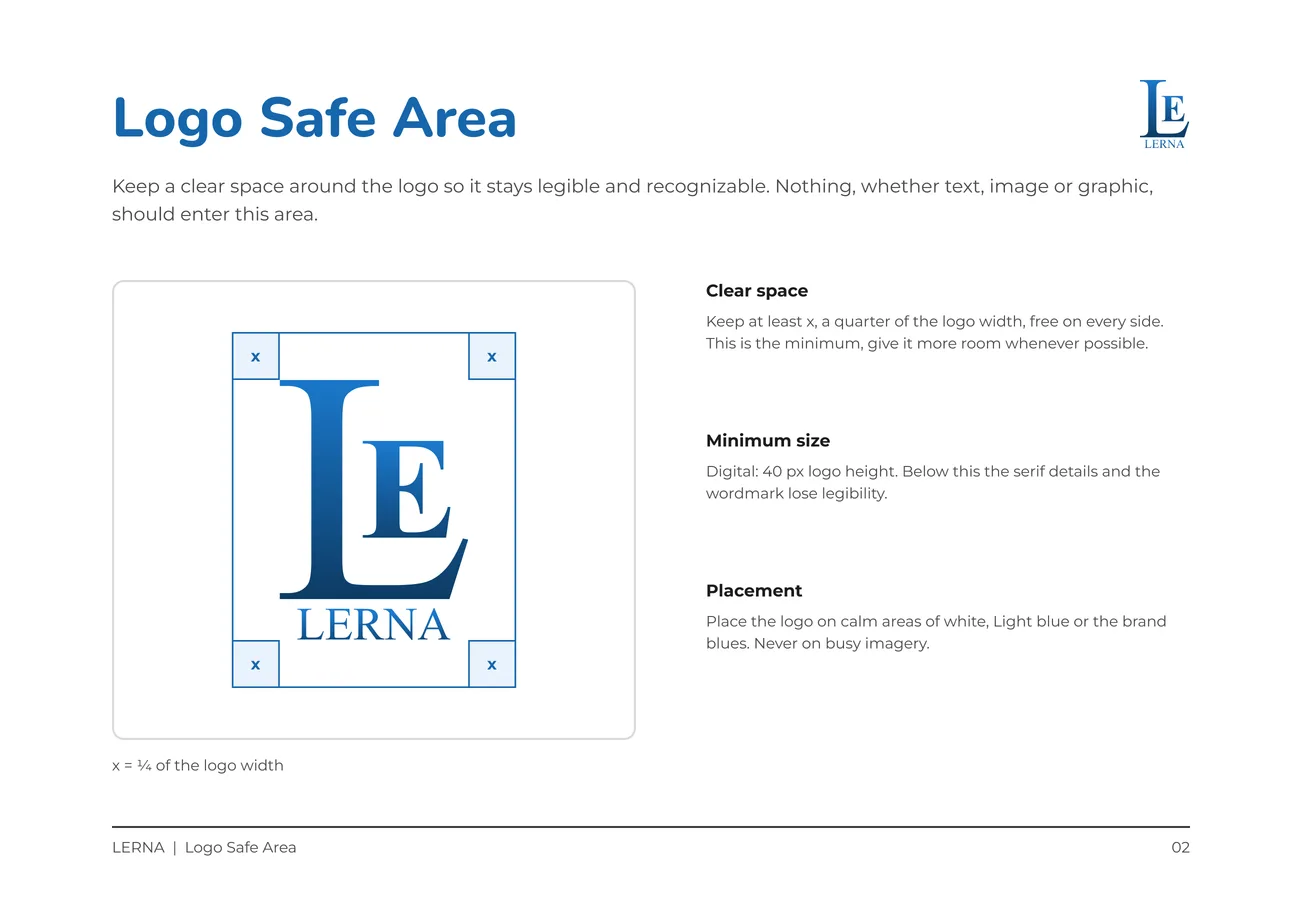 Logo Safe Area
LE
LERNA
Keep a clear space around the logo so it stays legible and recognizable. Nothing, whether text, image or graphic,
should enter this area.
x
x
LE
LERNA
x
x
x = ¼ of the logo width
Clear space
Keep at least x, a quarter of the logo width, free on every side.
This is the minimum, give it more room whenever possible.
Minimum size
Digital: 40 px logo height. Below this the serif details and the
wordmark lose legibility.
Placement
Place the logo on calm areas of white, Light blue or the brand
blues. Never on busy imagery.
LERNA | Logo Safe Area
02